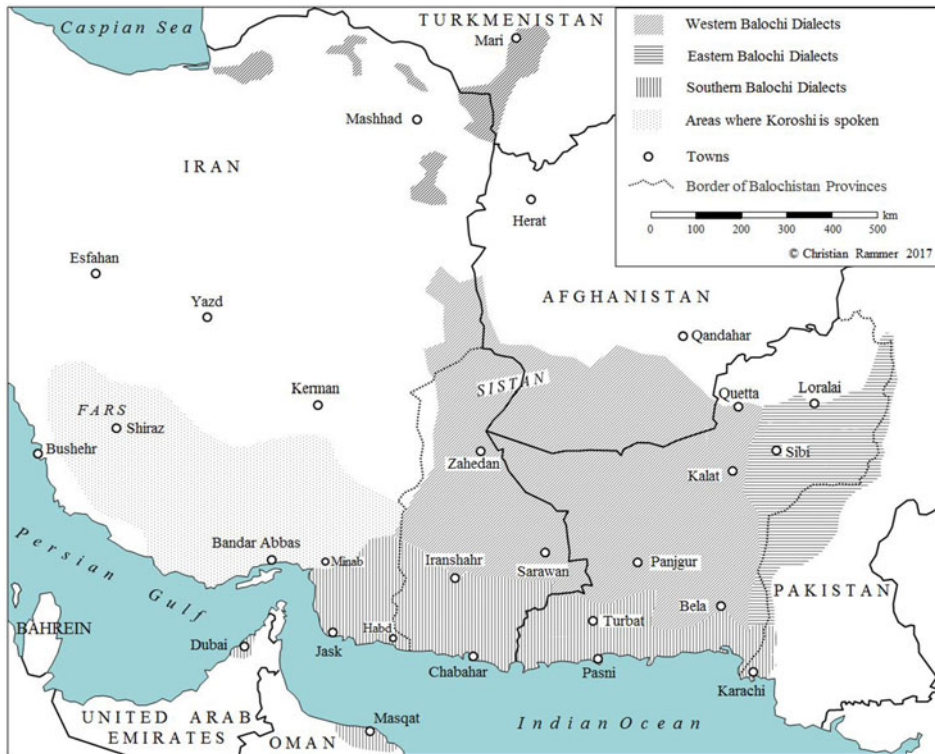 Caspian Sea
TURKMENISTAN
Mari
Mashhad
IRAN
Herat
Esfahan
Yazd
AFGHANISTAN
Qandahar
SISTAN
Kerman
Quetta
Loralai
FARS
Shiraz
Bushehr
Zahedan
Sibi
Kalat
Bandar Abbas
Minab
Iranshahr
Sarawan
Panjgur
PAKISTAN
Persian
Gulf
BAHREIN
Dubai
Habd
Jask
Turbat
Bela
Chabahar
Pasni
Karachi
UNITED ARAB
EMIRATES
OMAN
Masqat
Indian Ocean
Western Balochi Dialects
Eastern Balochi Dialects
Southern Balochi Dialects
Areas where Koroshi is spoken
Towns
Border of Balochistan Provinces
km
0 100 200 300 400 500
© Christian Rammer 2017